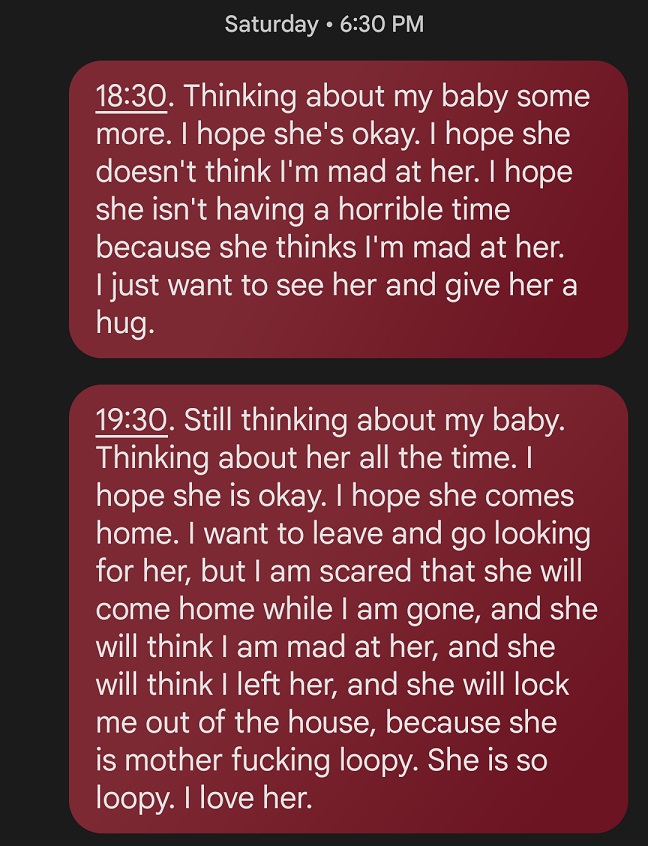 Saturday • 6:30 PM
18:30. Thinking about my baby some
more. I hope she's okay. I hope she
doesn't think I'm mad at her. I hope
she isn't having a horrible time
because she thinks I'm mad at her.
I just want to see her and give her a
hug.
19:30. Still thinking about my baby.
Thinking about her all the time. I
hope she is okay. I hope she comes
home. I want to leave and go looking
for her, but I am scared that she will
come home while I am gone, and she
will think I am mad at her, and she
will think I left her, and she will lock
me out of the house, because she
is mother fucking loopy. She is so
loopy. I love her.